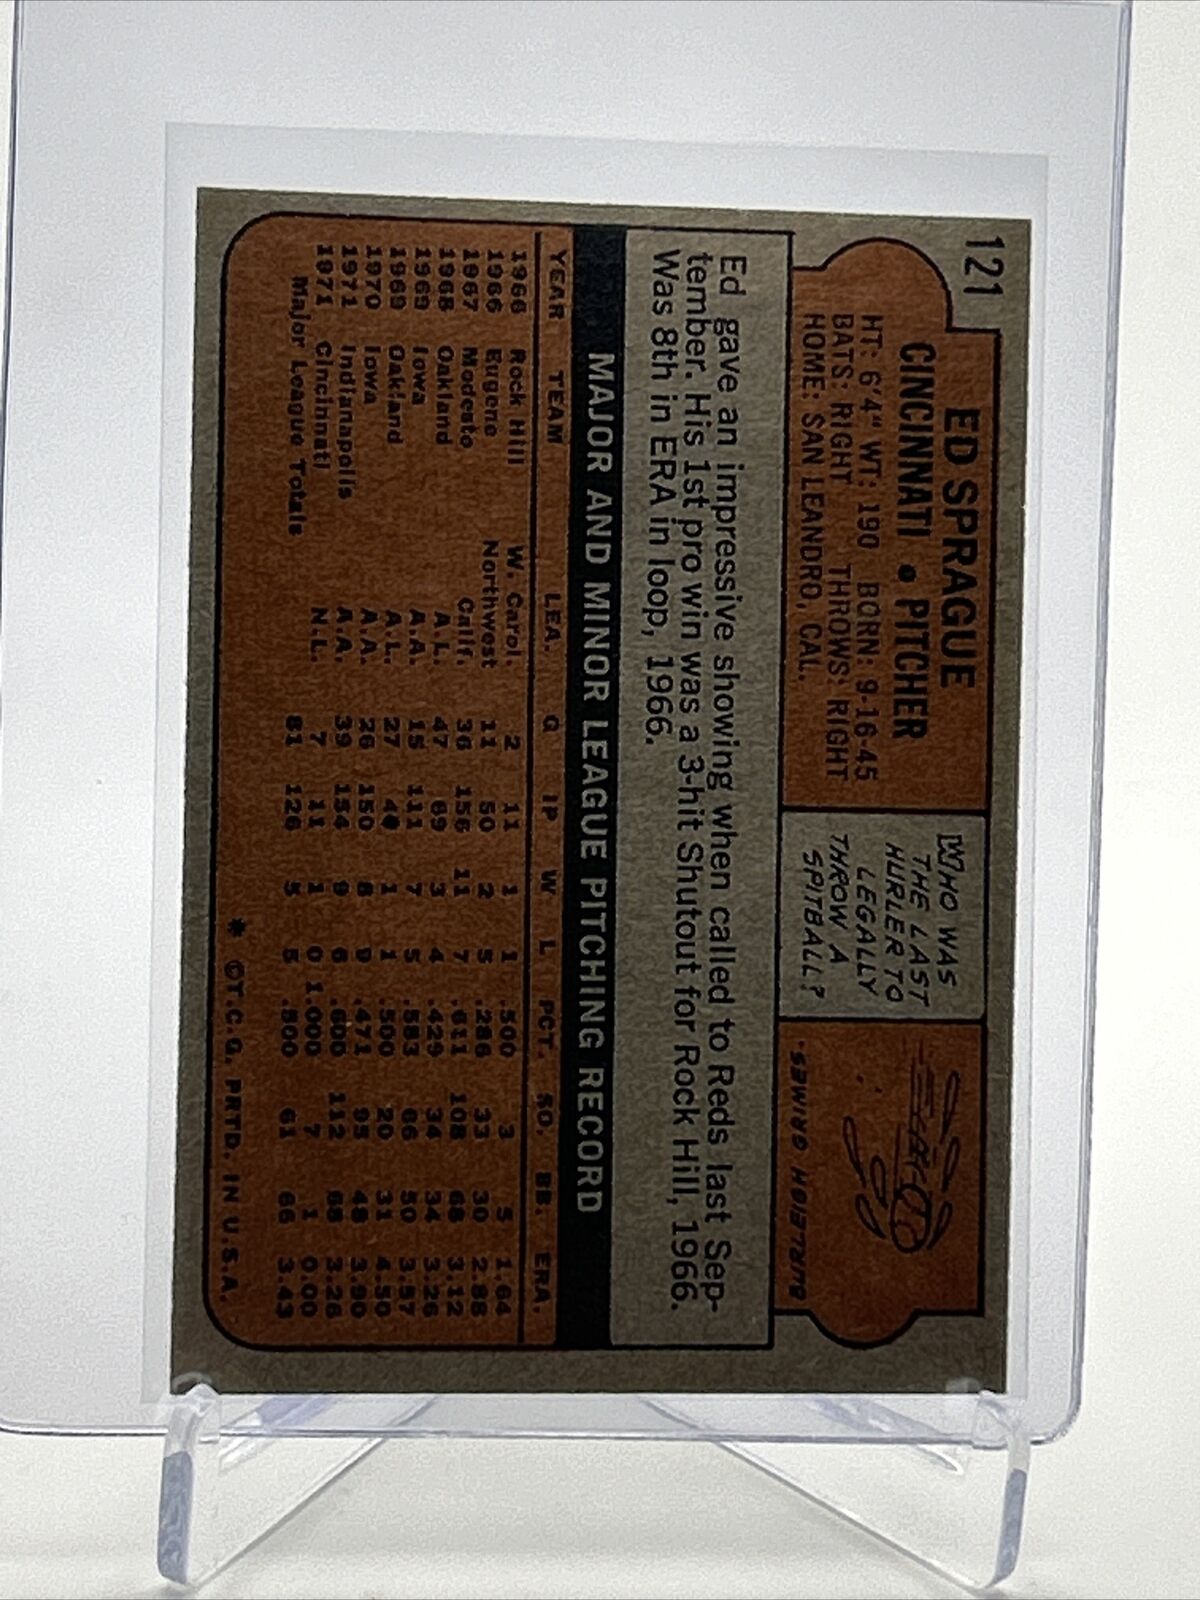 121
ED SPRAGUE
CINCINNATI • PITCHER
HT: 6'4" WT: 190 BORN: 9-16-45
BATS: RIGHT THROWS: RIGHT
HOME: SAN LEANDRO, CAL.
WHO WAS
THE LAST
HURLER TO
LEGALLY
THROW A
SPITBALL?
BURLEIGH GRIMES.
Ed gave an impressive showing when called to Reds last Sep-
tember. His 1st pro win was a 3-hit Shutout for Rock Hill, 1966.
Was 8th in ERA in loop, 1966.
MAJOR AND MINOR LEAGUE PITCHING RECORD
YEAR TEAM LEA. G IP W L PCT. SO. BB. ERA.
1966 Rock Hill W. Carol. 2 11 1 1 .500 3 5 1.64
1966 Eugene Northwest 11 50 2 5 .286 33 30 2.88
1967 Modesto Calif. 36 156 11 7 .611 108 68 3.12
1968 Oakland A.L. 47 69 3 4 .429 34 34 3.26
1969 Iowa A.A. 15 111 7 5 .583 66 50 3.57
1969 Oakland A.L. 27 46 1 1 .500 20 31 4.50
1970 Iowa A.A. 26 150 8 9 .471 95 48 3.90
1971 Indianapolis A.A. 39 154 9 6 .600 112 68 3.26
1971 Cincinnati N.L. 7 11 1 0 1.000 7 1 0.00
Major League Totals 81 126 5 5 .500 61 66 3.43
* ©T.C.G. PRTD. IN U.S.A.